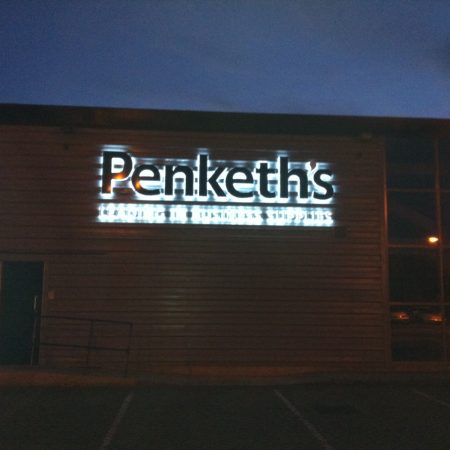 Penketh's
LEADING IN BUSINESS SUPPLIES